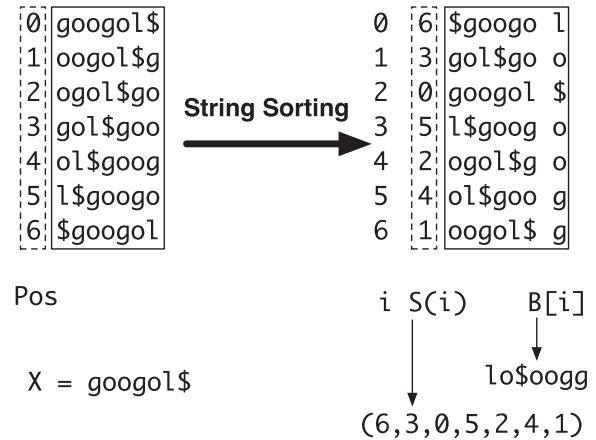 0 googol$ 0 6 $googo l
1 oogol$g 1 3 gol$go o
2 ogol$go 2 0 googol $
String Sorting
3 gol$goo 3 5 l$goog o
4 ol$goog 4 2 ogol$g o
5 l$googo 5 4 ol$goo g
6 $googol 6 1 oogol$ g
Pos i S(i) B[i]
X = googol$ lo$oogg
(6,3,0,5,2,4,1)